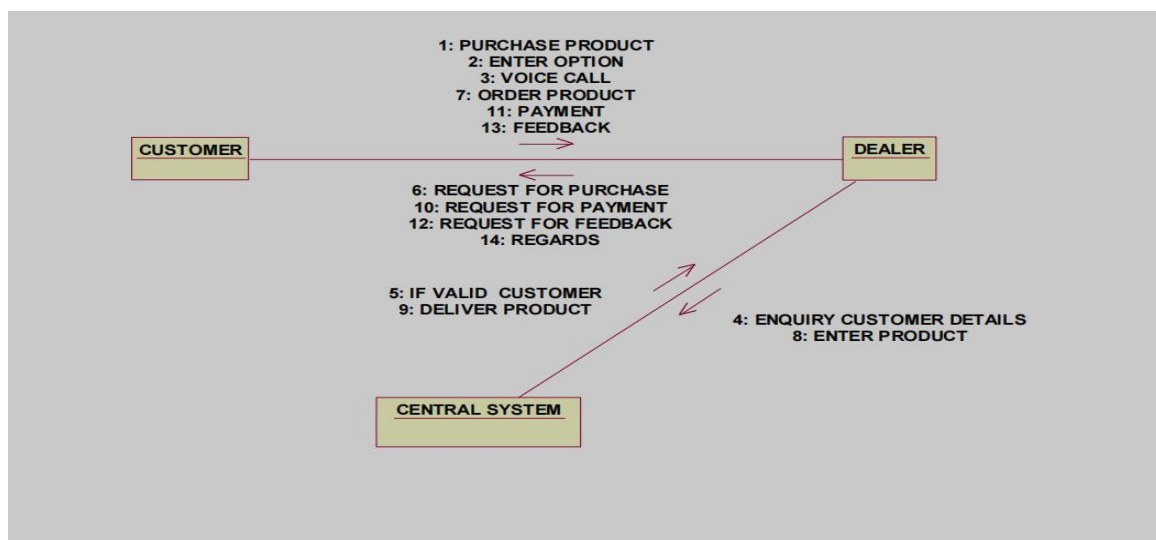 1: PURCHASE PRODUCT
2: ENTER OPTION
3: VOICE CALL
7: ORDER PRODUCT
11: PAYMENT
13: FEEDBACK
CUSTOMER
DEALER
6: REQUEST FOR PURCHASE
10: REQUEST FOR PAYMENT
12: REQUEST FOR FEEDBACK
14: REGARDS
5: IF VALID CUSTOMER
9: DELIVER PRODUCT
4: ENQUIRY CUSTOMER DETAILS
8: ENTER PRODUCT
CENTRAL SYSTEM